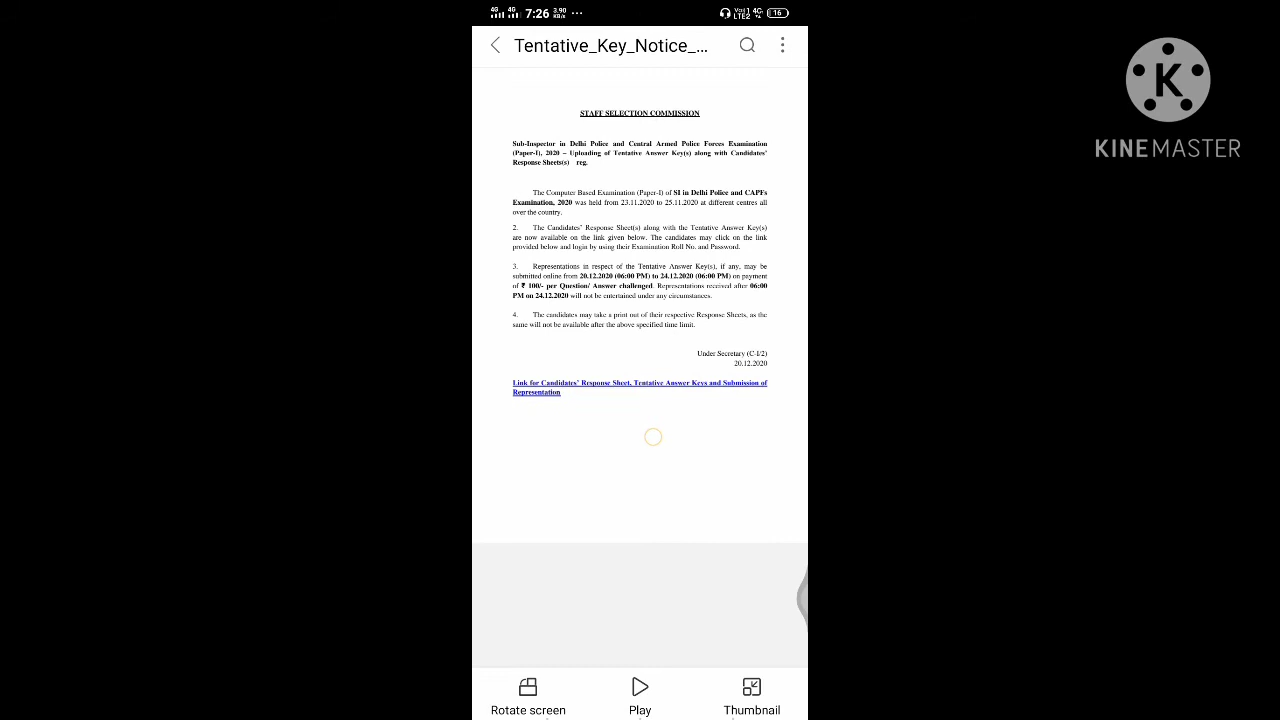 4G 4G 7:26 3.90 KB/s ... 16
Tentative_Key_Notice_...
K
KINEMASTER
STAFF SELECTION COMMISSION
Sub-Inspector in Delhi Police and Central Armed Police Forces Examination
(Paper-I), 2020 – Uploading of Tentative Answer Key(s) along with Candidates'
Response Sheets(s) reg.
The Computer Based Examination (Paper-I) of SI in Delhi Police and CAPFs
Examination, 2020 was held from 23.11.2020 to 25.11.2020 at different centres all
over the country.
2. The Candidates' Response Sheet(s) along with the Tentative Answer Key(s)
are now available on the link given below. The candidates may click on the link
provided below and login by using their Examination Roll No. and Password.
3. Representations in respect of the Tentative Answer Key(s), if any, may be
submitted online from 20.12.2020 (06:00 PM) to 24.12.2020 (06:00 PM) on payment
of ₹ 100/- per Question/ Answer challenged. Representations received after 06:00
PM on 24.12.2020 will not be entertained under any circumstances.
4. The candidates may take a print out of their respective Response Sheets, as the
same will not be available after the above specified time limit.
Under Secretary (C-I/2)
20.12.2020
Link for Candidates' Response Sheet, Tentative Answer Keys and Submission of
Representation
Rotate screen Play Thumbnail